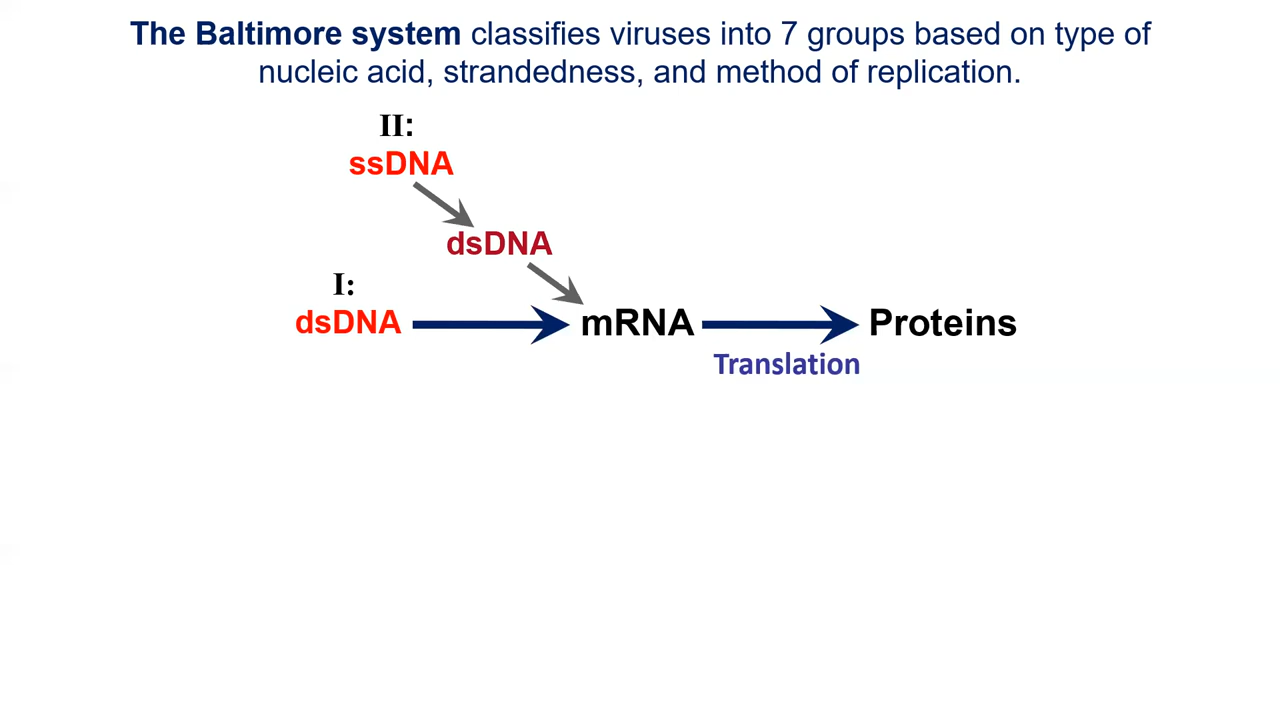 The Baltimore system classifies viruses into 7 groups based on type of
nucleic acid, strandedness, and method of replication.
II:
ssDNA
dsDNA
I:
dsDNA mRNA Proteins
Translation